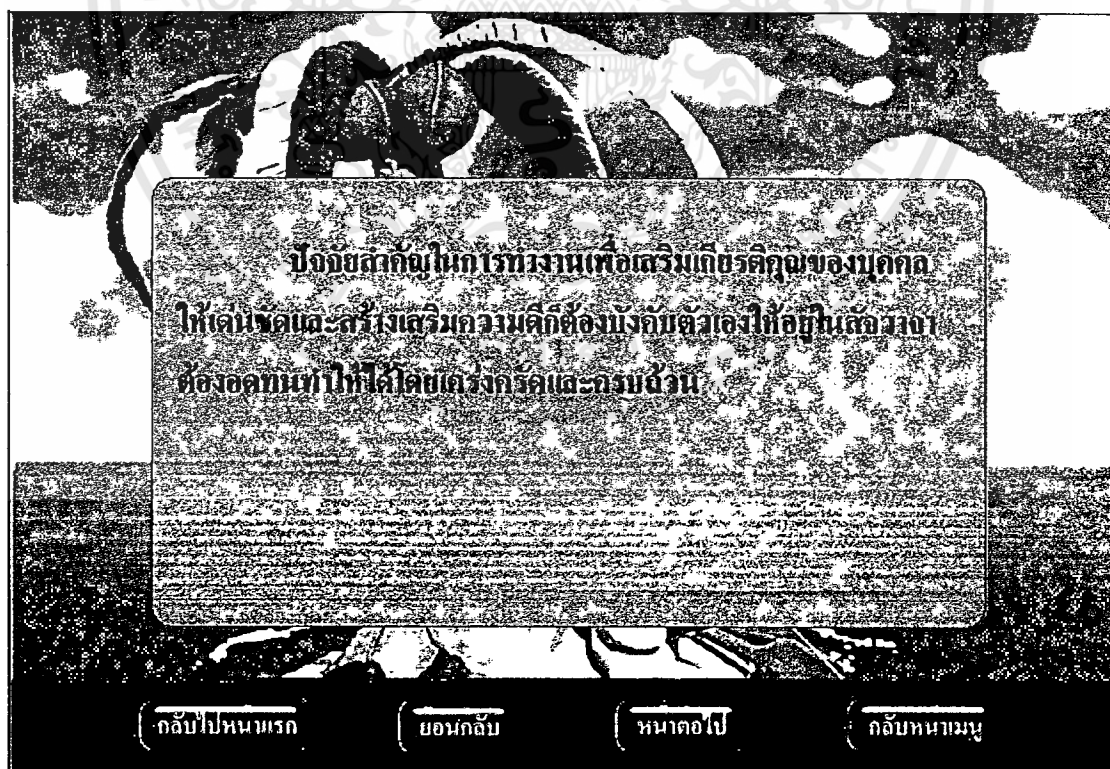 ปัจจัยสำคัญในการทำงานเพื่อเสริมเกียรติคุณของบุคคล
ให้เด่นชัดและสร้างเสริมความดีก็ต้องบังคับตัวเองให้อยู่ในสัจวาจา
ต้องอดทนทำให้ได้โดยเคร่งครัดและครบถ้วน
กลับไปหน้าแรก
ย้อนกลับ
หน้าต่อไป
กลับหน้าเมนู